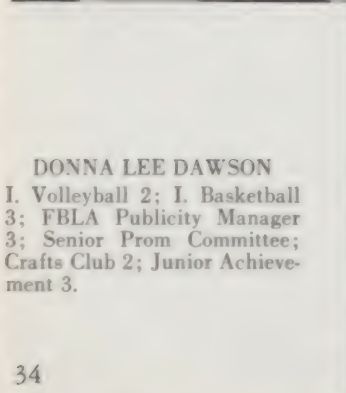 DONNA LEE DAWSON
I. Volleyball 2; I. Basketball
3; FBLA Publicity Manager
3; Senior Prom Committee;
Crafts Club 2; Junior Achieve-
ment 3.
34